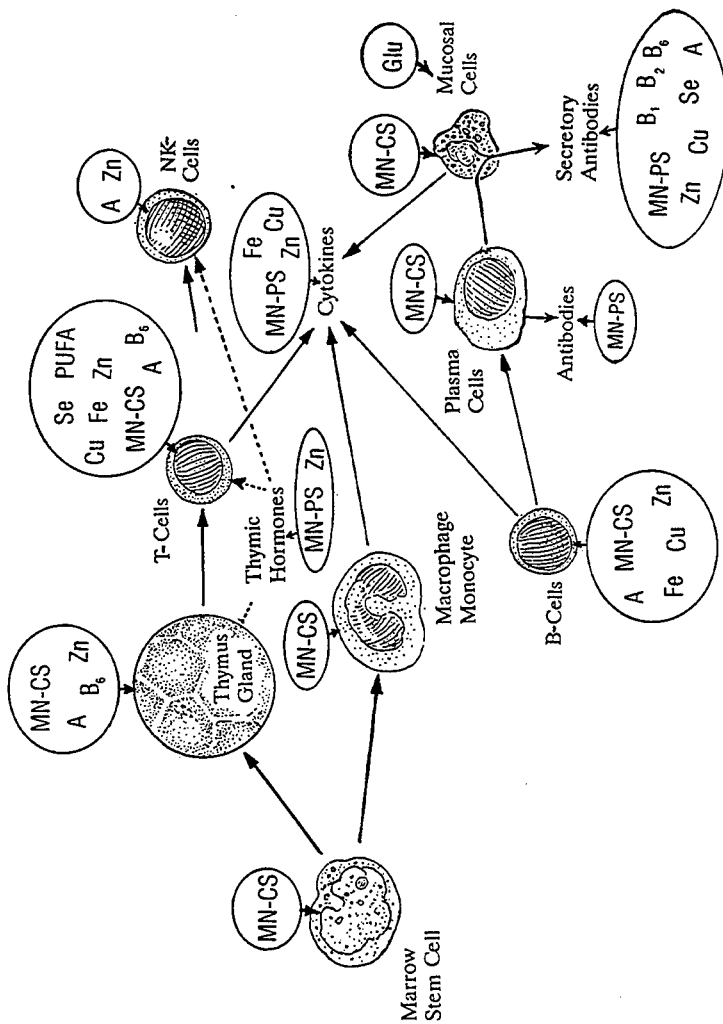 MN-CS
Marrow
Stem Cell
MN-CS
A B₆ Zn
Thymus
Gland
Thymic
Hormones
MN-PS Zn
MN-CS
Macrophage
Monocyte
Se PUFA
Cu Fe Zn
MN-CS A B₆
T-Cells
A Zn
NK-
Cells
MN-PS Fe Cu
Zn
Cytokines
B-Cells
A MN-CS
Fe Cu Zn
MN-CS
Plasma
Cells
Antibodies
MN-PS
MN-CS
Glu
Mucosal
Cells
Secretory
Antibodies
MN-PS B₁ B₂ B₆
Zn Cu Se A